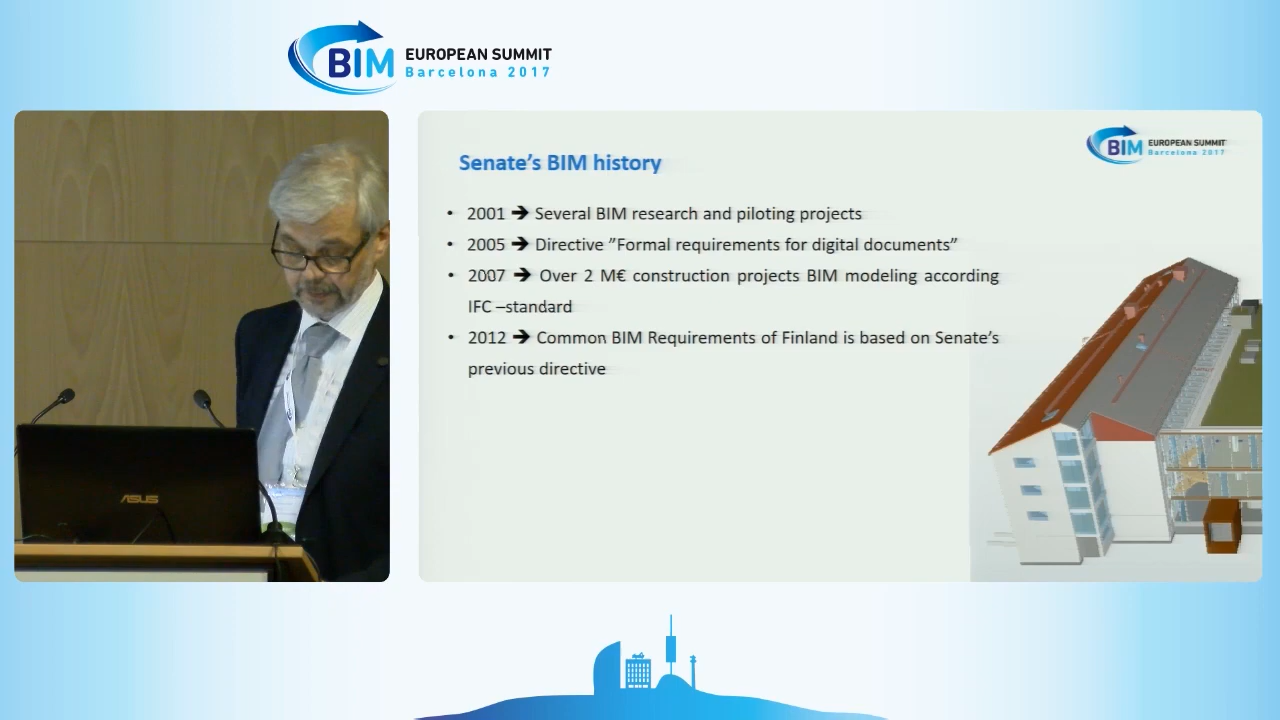 BIM EUROPEAN SUMMIT
Barcelona 2017
BIM EUROPEAN SUMMIT
Barcelona 2017
Senate’s BIM history
• 2001 🡺 Several BIM research and piloting projects
• 2005 🡺 Directive ”Formal requirements for digital documents”
• 2007 🡺 Over 2 M€ construction projects BIM modeling according
IFC –standard
• 2012 🡺 Common BIM Requirements of Finland is based on Senate’s
previous directive
ASUS